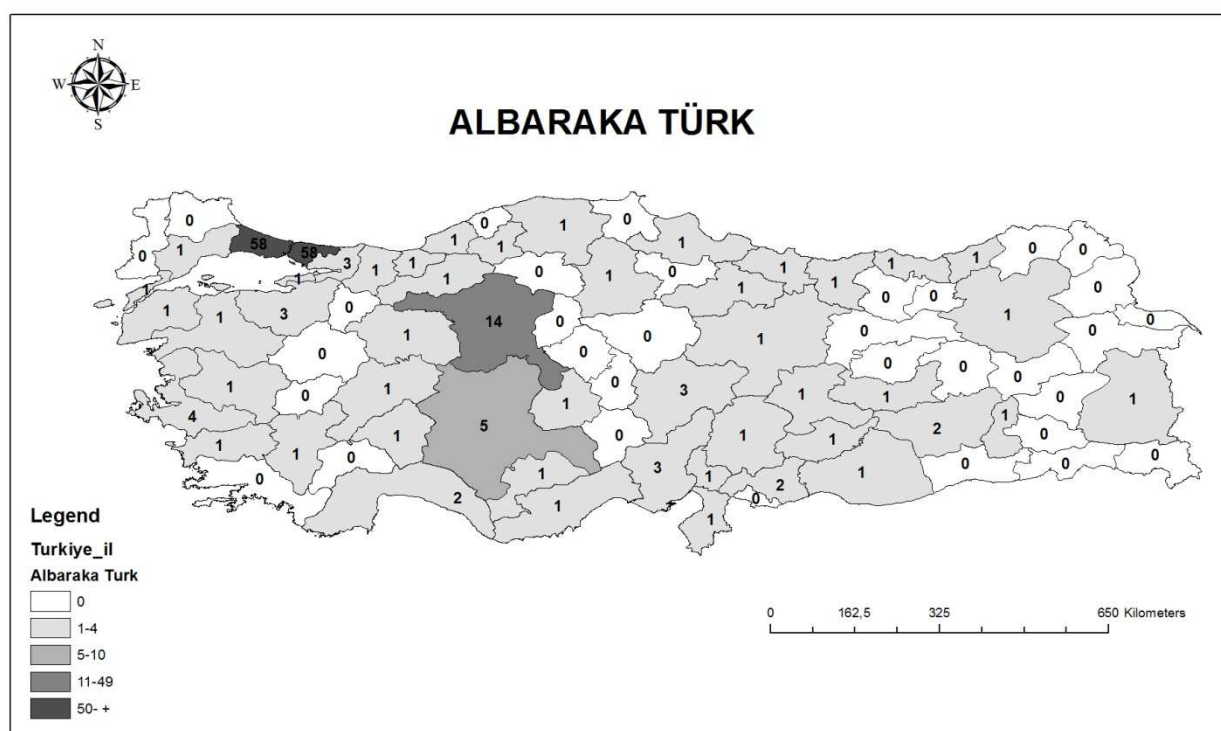 N
W E
S
ALBARAKA TÜRK
0 0 1 0
1 58 58 1 1 1 0 0
0 3 1 1 1 1 1
1 1 0 1 0 1 1 0 0 0
1
1 1 3 0 14 0 1 0
1 0 1 0 0
0 0 0 0
1 1 0 3 0
0 1 1 1 0 1
4 5 1
1 1 0 1 1 2 0
1 0 0 0 0
0 1 3 1 2 1
2 1 0
1
Legend
Turkiye_il
Albaraka Turk
0
1-4
5-10
11-49
50- +
0 162,5 325 650 Kilometers